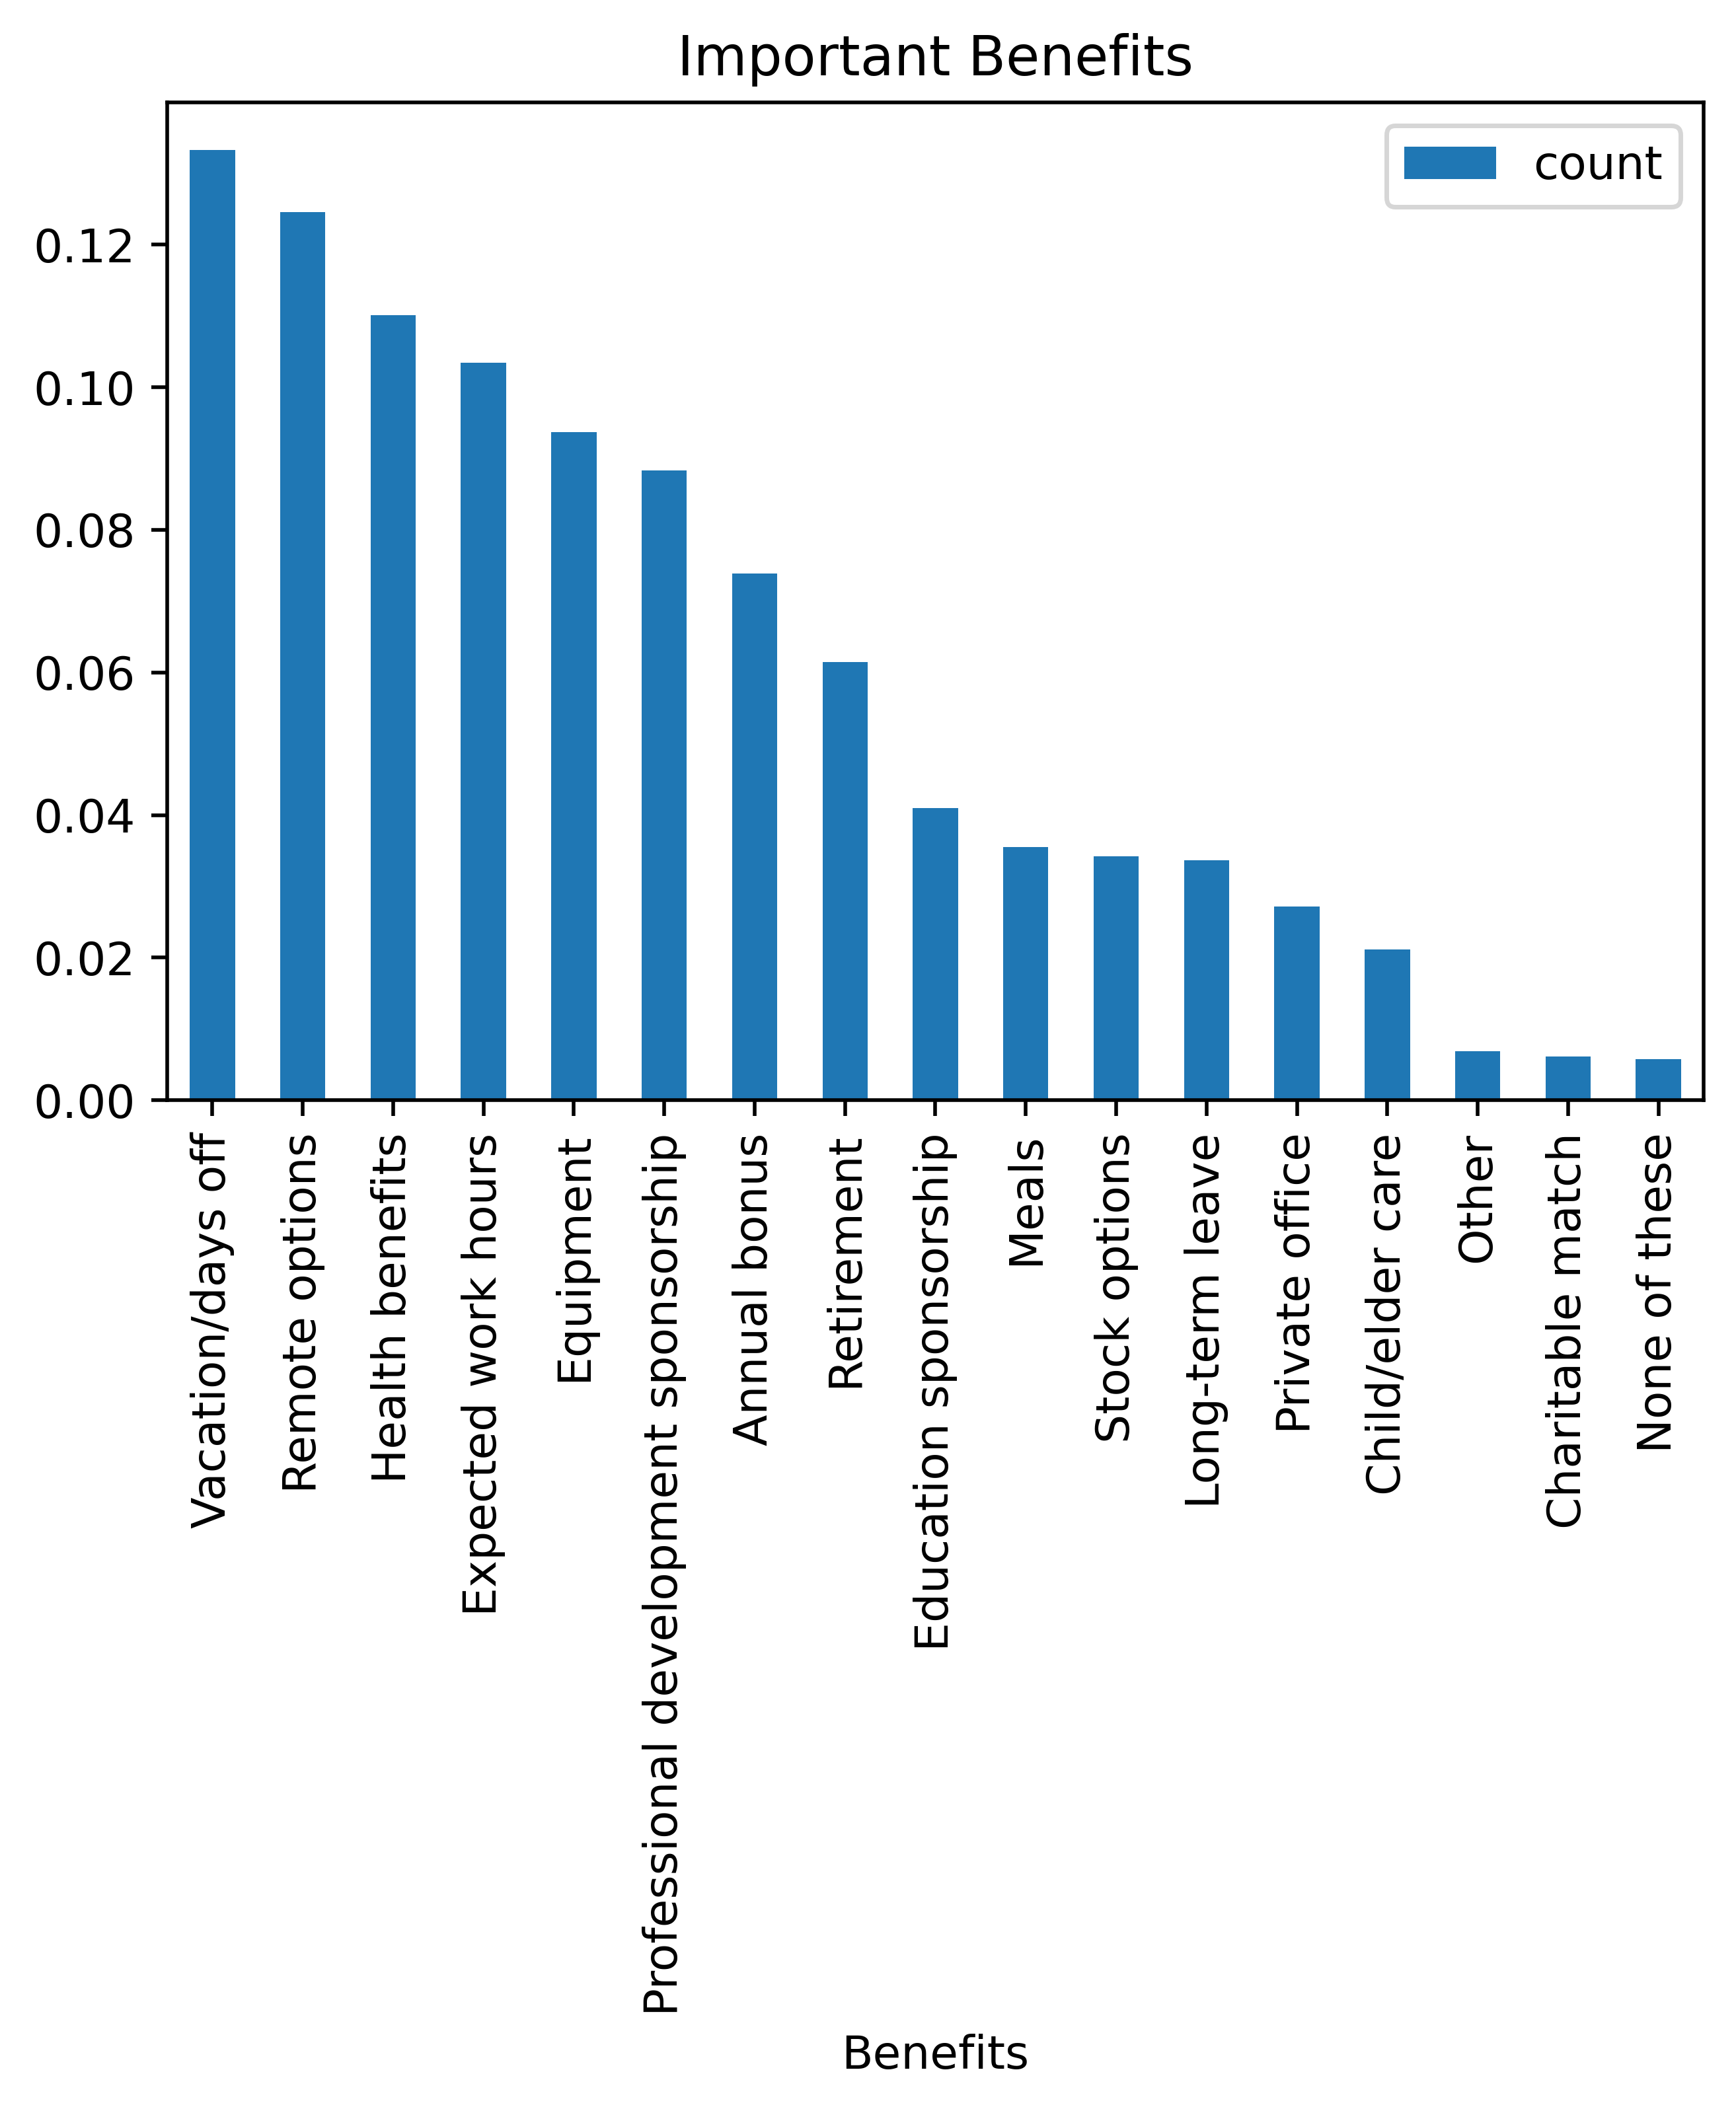 Important Benefits
count
0.12
0.10
0.08
0.06
0.04
0.02
0.00
Vacation/days off
Remote options
Health benefits
Expected work hours
Equipment
Professional development sponsorship
Annual bonus
Retirement
Education sponsorship
Meals
Stock options
Long-term leave
Private office
Child/elder care
Other
Charitable match
None of these
Benefits